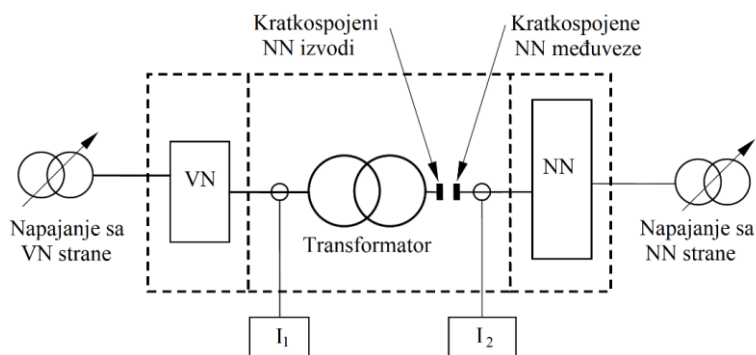 Kratkospojeni
NN izvodi
Kratkospojene
NN međuveze
VN
NN
Napajanje sa
VN strane
Transformator
Napajanje sa
NN strane
I₁
I₂